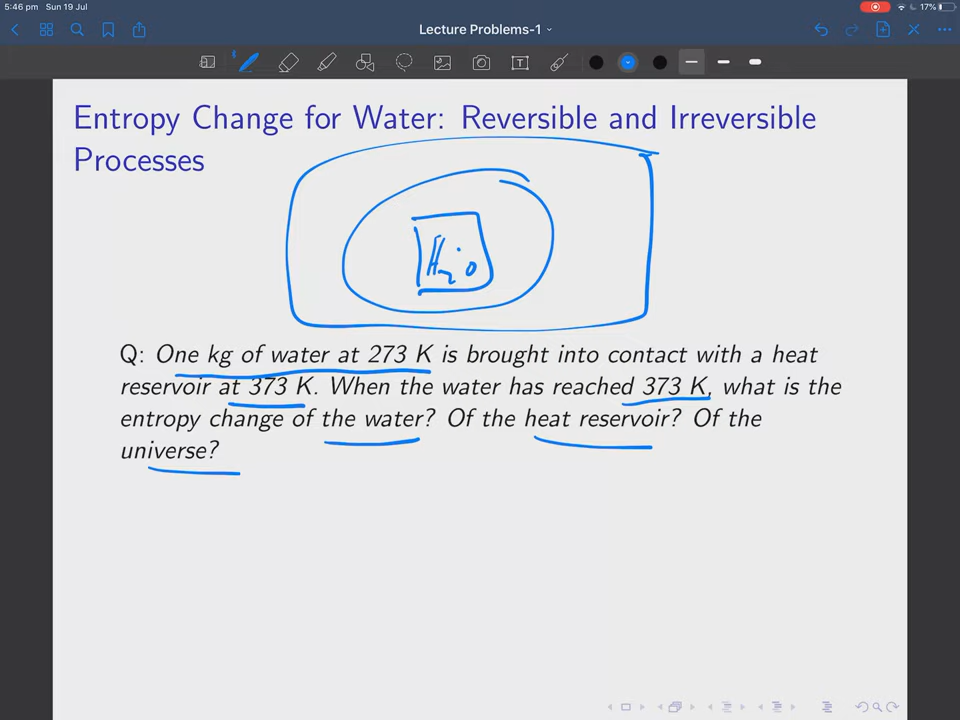 5:46 pm Sun 19 Jul
17%
Lecture Problems-1
Entropy Change for Water: Reversible and Irreversible
Processes
H2O
Q: One kg of water at 273 K is brought into contact with a heat
reservoir at 373 K. When the water has reached 373 K, what is the
entropy change of the water? Of the heat reservoir? Of the
universe?